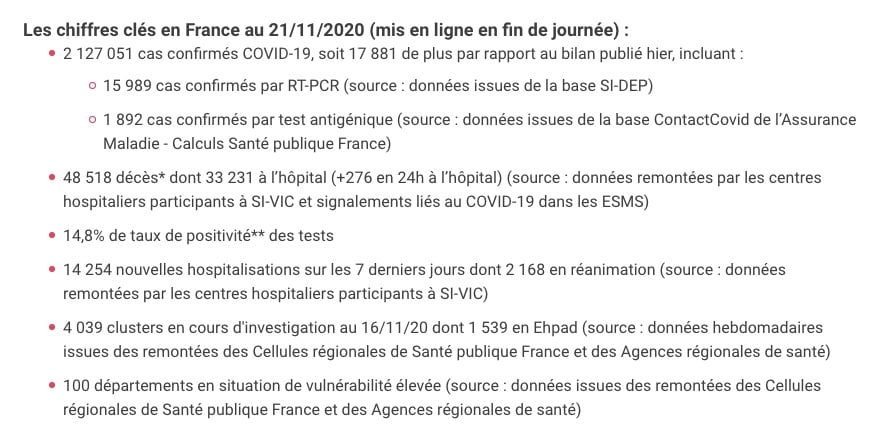 Les chiffres clés en France au 21/11/2020 (mis en ligne en fin de journée) :
2 127 051 cas confirmés COVID-19, soit 17 881 de plus par rapport au bilan publié hier, incluant :
15 989 cas confirmés par RT-PCR (source : données issues de la base SI-DEP)
1 892 cas confirmés par test antigénique (source : données issues de la base ContactCovid de l’Assurance
Maladie - Calculs Santé publique France)
48 518 décès* dont 33 231 à l’hôpital (+276 en 24h à l’hôpital) (source : données remontées par les centres
hospitaliers participants à SI-VIC et signalements liés au COVID-19 dans les ESMS)
14,8% de taux de positivité** des tests
14 254 nouvelles hospitalisations sur les 7 derniers jours dont 2 168 en réanimation (source : données
remontées par les centres hospitaliers participants à SI-VIC)
4 039 clusters en cours d'investigation au 16/11/20 dont 1 539 en Ehpad (source : données hebdomadaires
issues des remontées des Cellules régionales de Santé publique France et des Agences régionales de santé)
100 départements en situation de vulnérabilité élevée (source : données issues des remontées des Cellules
régionales de Santé publique France et des Agences régionales de santé)